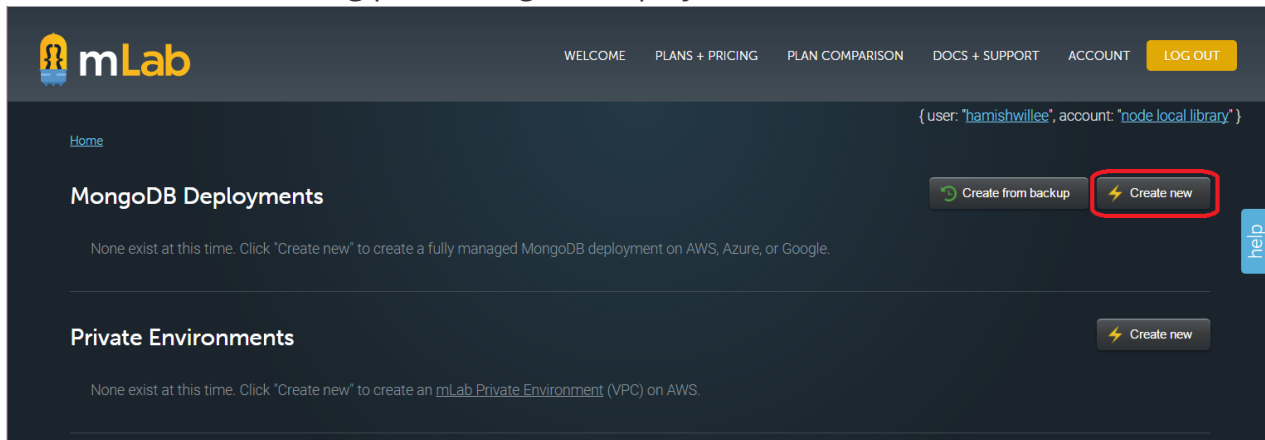 mLab
WELCOME PLANS + PRICING PLAN COMPARISON DOCS + SUPPORT ACCOUNT LOG OUT
{ user: "hamishwillee", account: "node local library" }
Home
MongoDB Deployments
Create from backup
Create new
None exist at this time. Click "Create new" to create a fully managed MongoDB deployment on AWS, Azure, or Google.
help
Private Environments
Create new
None exist at this time. Click "Create new" to create an mLab Private Environment (VPC) on AWS.